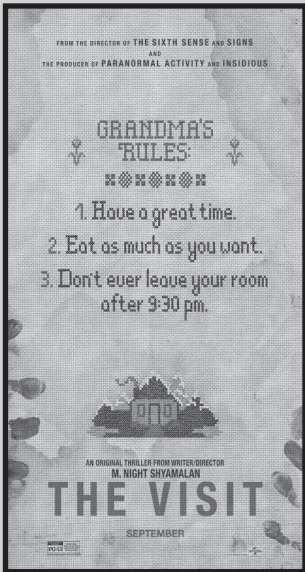 FROM THE DIRECTOR OF THE SIXTH SENSE AND SIGNS
AND
THE PRODUCER OF PARANORMAL ACTIVITY AND INSIDIOUS
GRANDMA'S
RULES:
1. Have a great time.
2. Eat as much as you want.
3. Don't ever leave your room
after 9:30 pm.
AN ORIGINAL THRILLER FROM WRITER/DIRECTOR
M. NIGHT SHYAMALAN
THE VISIT
SEPTEMBER
PG-13